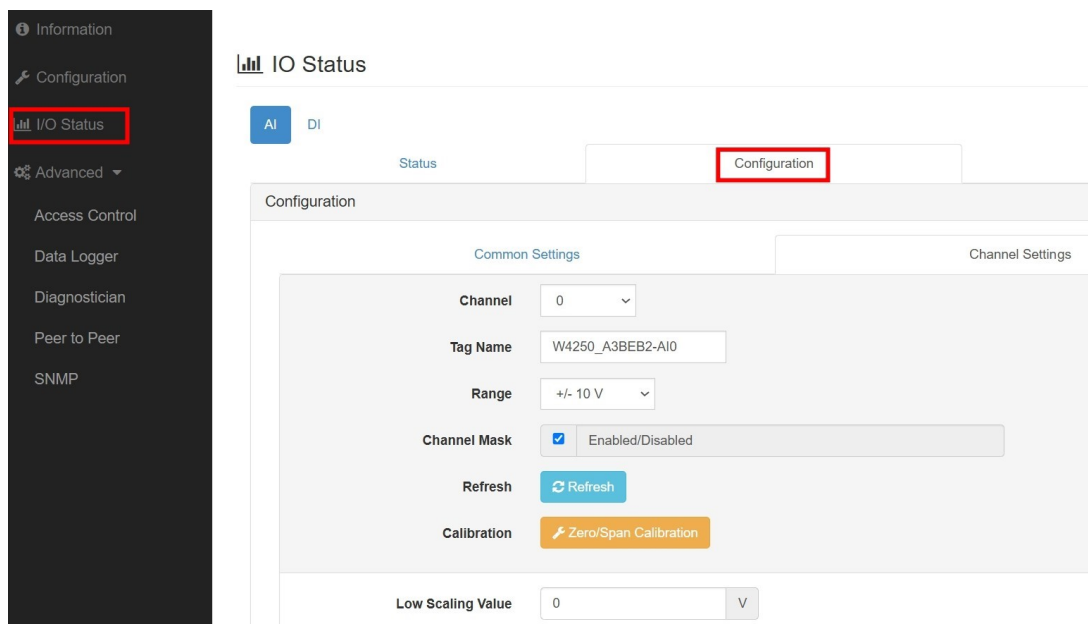 Information
Configuration
I/O Status
Advanced
Access Control
Data Logger
Diagnostician
Peer to Peer
SNMP
IO Status
AI DI
Status Configuration
Configuration
Common Settings Channel Settings
Channel 0
Tag Name W4250_A3BEB2-AI0
Range +/- 10 V
Channel Mask Enabled/Disabled
Refresh Refresh
Calibration Zero/Span Calibration
Low Scaling Value 0 V